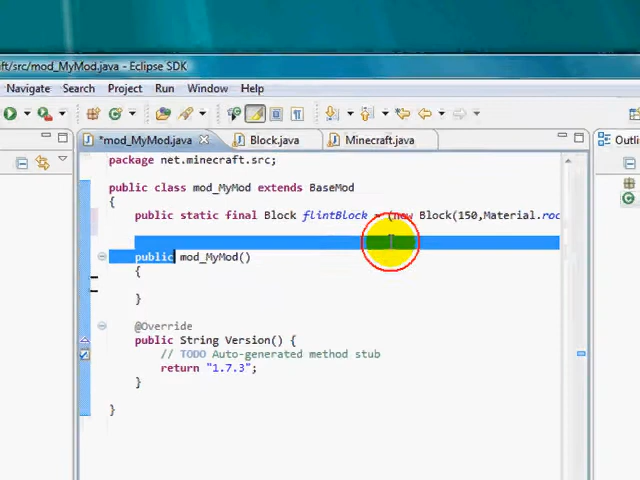 ft/src/mod_MyMod.java - Eclipse SDK
Navigate Search Project Run Window Help
*mod_MyMod.java Block.java Minecraft.java Outli
package net.minecraft.src;
public class mod_MyMod extends BaseMod
{
public static final Block flintBlock = (new Block(150,Material.roc
public mod_MyMod()
{
}
@Override
public String Version() {
// TODO Auto-generated method stub
return "1.7.3";
}
}